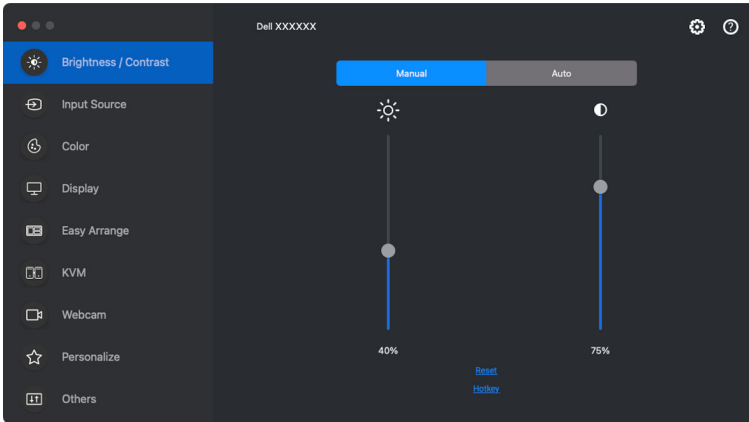 Dell XXXXXX
Brightness / Contrast
Input Source
Color
Display
Easy Arrange
KVM
Webcam
Personalize
Others
Manual
Auto
40%
75%
Reset
Hotkey